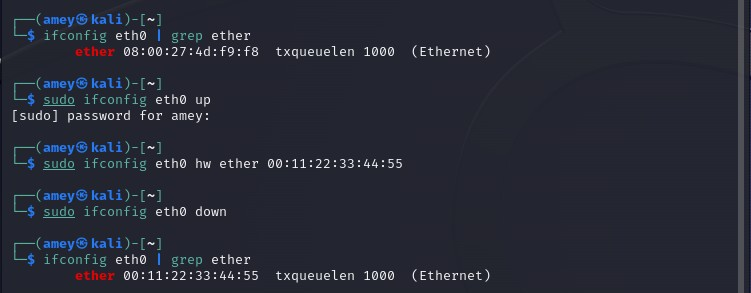 ┌──(amey㉿kali)-[~]
└─$ ifconfig eth0 | grep ether
        ether 08:00:27:4d:f9:f8  txqueuelen 1000  (Ethernet)

┌──(amey㉿kali)-[~]
└─$ sudo ifconfig eth0 up
[sudo] password for amey:

┌──(amey㉿kali)-[~]
└─$ sudo ifconfig eth0 hw ether 00:11:22:33:44:55

┌──(amey㉿kali)-[~]
└─$ sudo ifconfig eth0 down

┌──(amey㉿kali)-[~]
└─$ ifconfig eth0 | grep ether
        ether 00:11:22:33:44:55  txqueuelen 1000  (Ethernet)